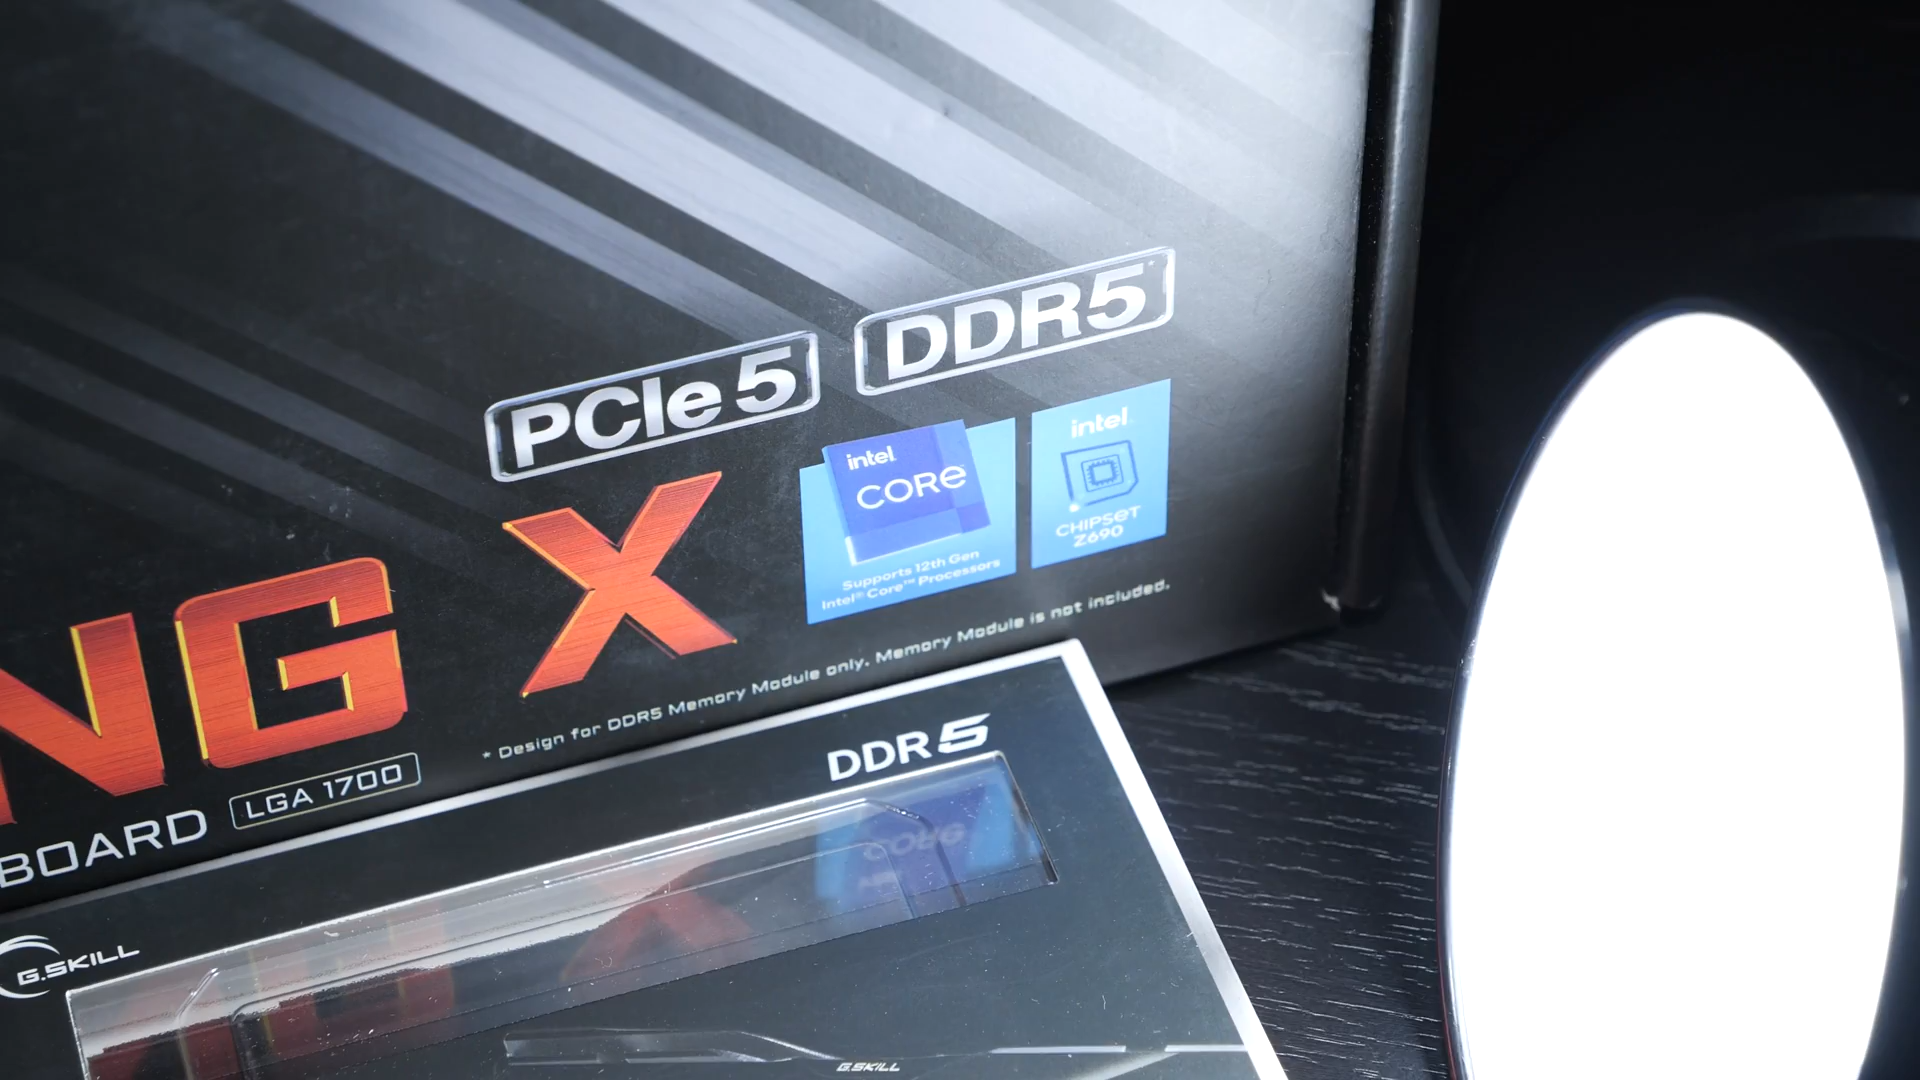 PCIe 5
DDR5*
intel
CORE
Supports 12th Gen
Intel® Core™ Processors
intel
CHIPSET
Z690
NG X
BOARD
LGA 1700
* Design for DDR5 Memory Module only. Memory Module is not included.
DDR5
G.SKILL
G.SKILL